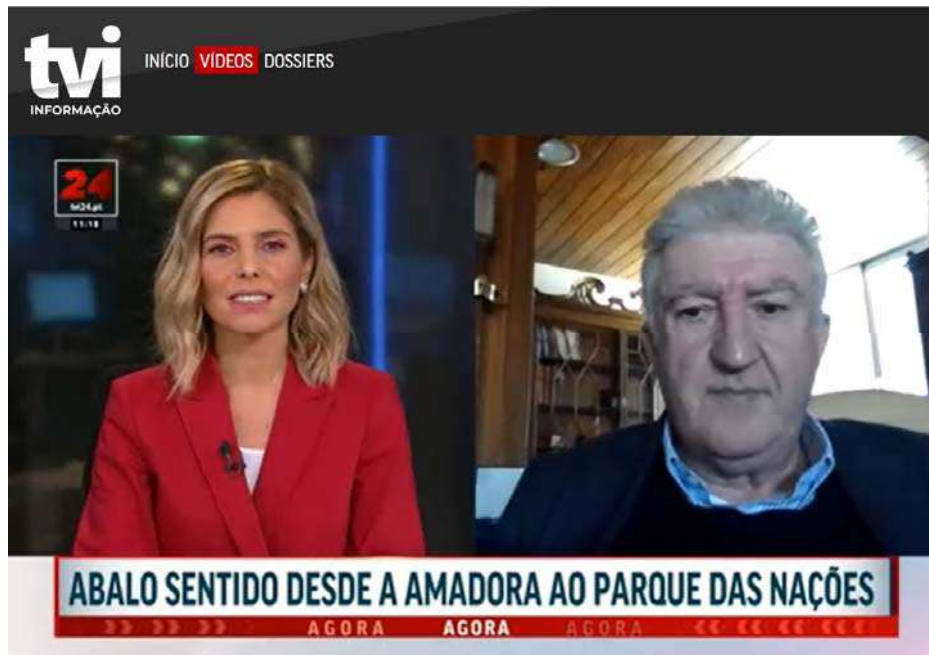 tvi
INFORMAÇÃO
INÍCIO VÍDEOS DOSSIERS
24
tvi24.pt
11:18
ABALO SENTIDO DESDE A AMADORA AO PARQUE DAS NAÇÕES
AGORA AGORA AGORA